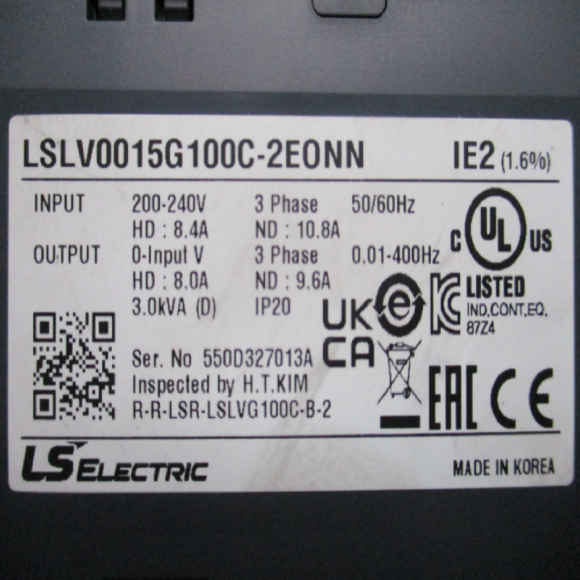 LSLV0015G100C-2EONN IE2 (1.6%)
INPUT 200-240V 3 Phase 50/60Hz
HD : 8.4A ND : 10.8A
OUTPUT 0-Input V 3 Phase 0.01-400Hz
HD : 8.0A ND : 9.6A
3.0kVA (D) IP20
C UL US
LISTED
IND.CONT.EQ.
87Z4
UK
CA
Ser. No 550D327013A
Inspected by H.T.KIM
R-R-LSR-LSLVG100C-B-2
EAC CE
LS ELECTRIC
MADE IN KOREA